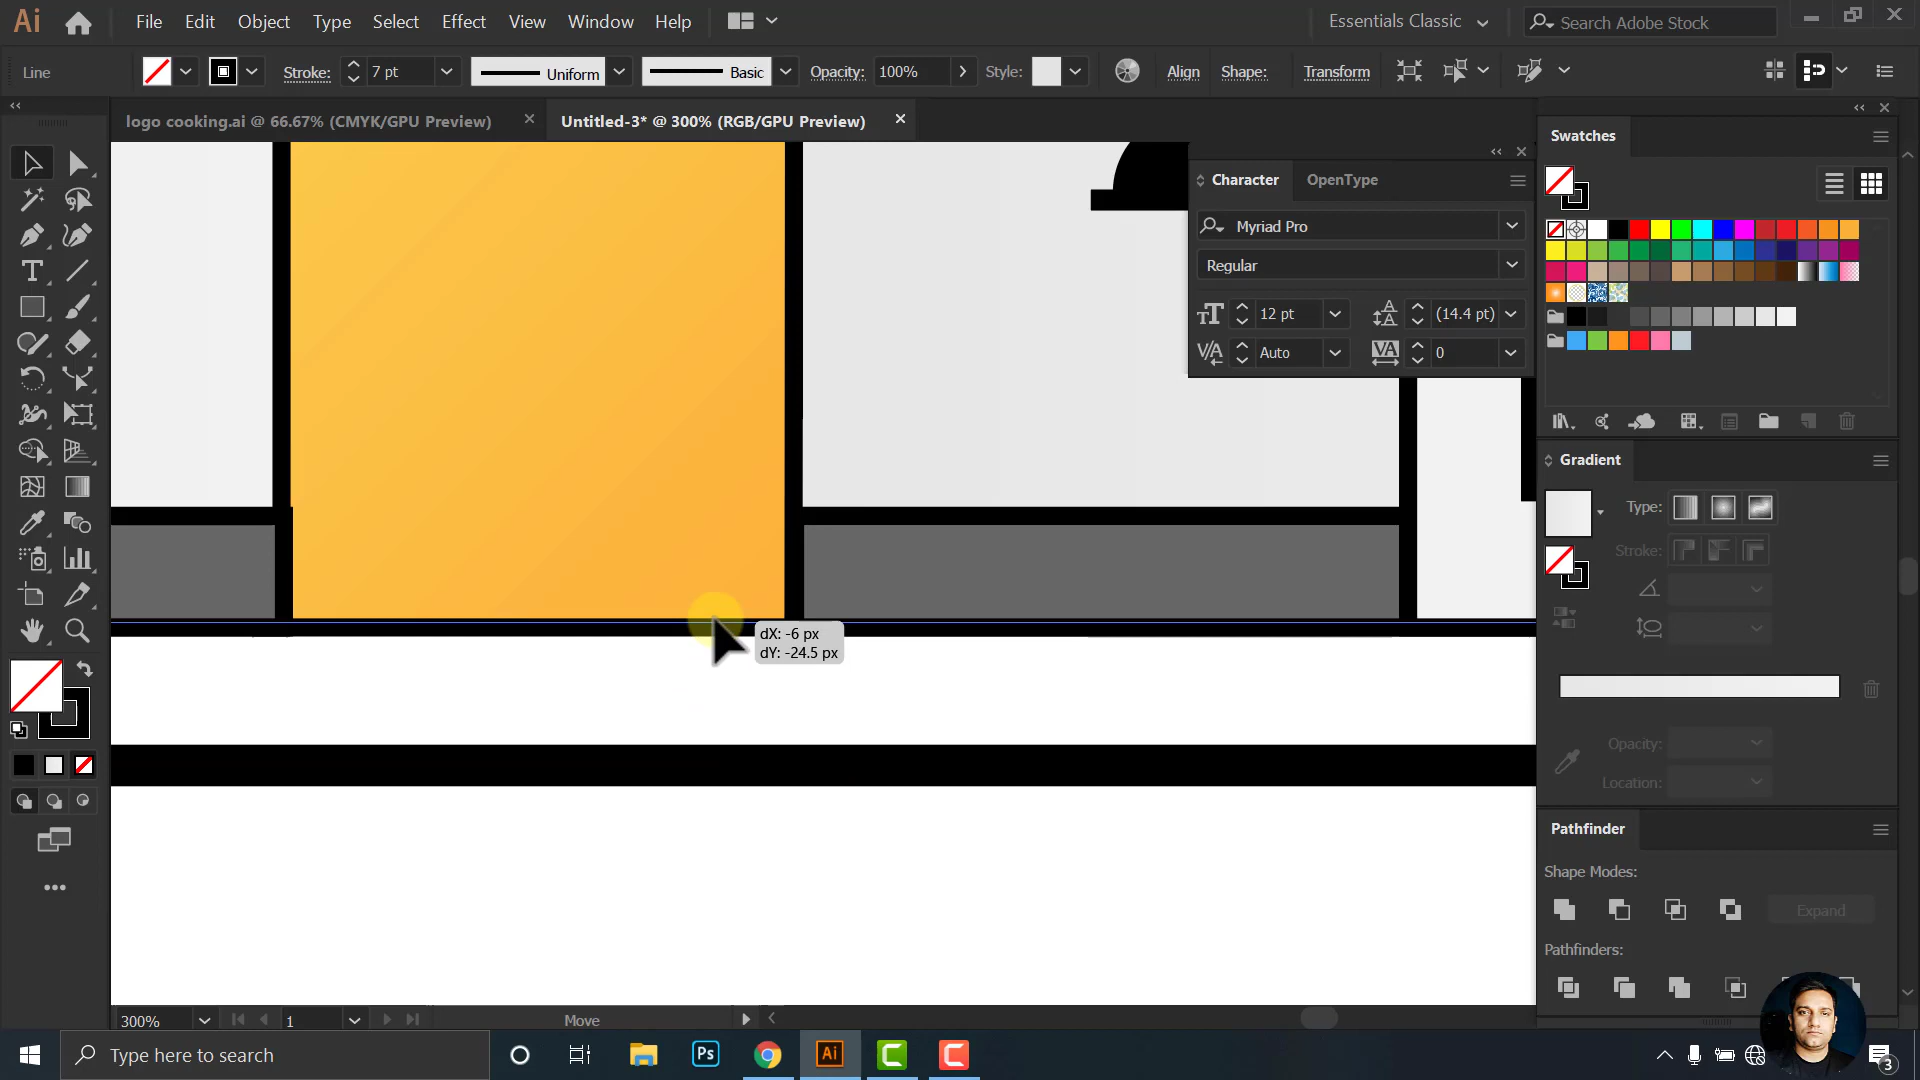 Ai File Edit Object Type Select Effect View Window Help Essentials Classic Search Adobe Stock
Line Stroke: 7 pt Uniform Basic Opacity: 100% Style: Align Shape: Transform
logo cooking.ai @ 66.67% (CMYK/GPU Preview) Untitled-3* @ 300% (RGB/GPU Preview)
Swatches
Character OpenType
Myriad Pro
Regular
12 pt (14.4 pt)
Auto 0
Gradient
Type:
Stroke:
dX: -6 px
dY: -24.5 px
Opacity:
Location:
Pathfinder
Shape Modes:
Expand
Pathfinders:
300% 1 Move
Type here to search Ps Ai 3